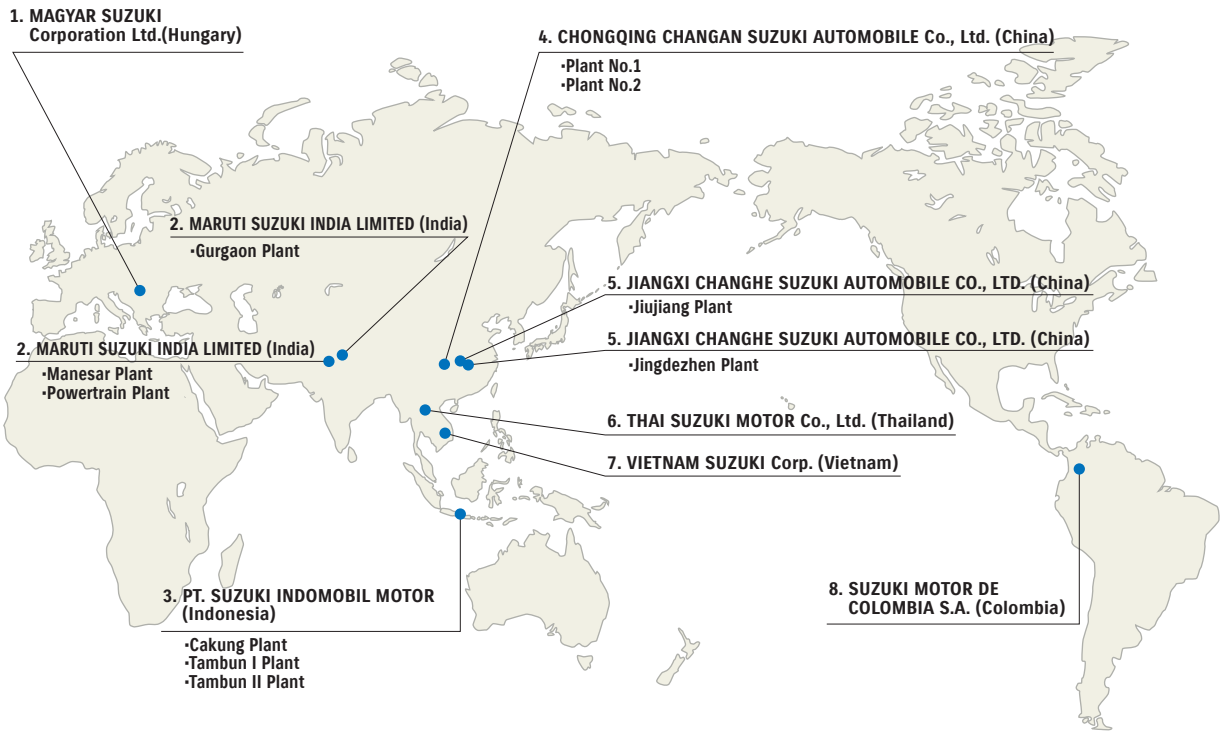 1. MAGYAR SUZUKI
Corporation Ltd.(Hungary)
4. CHONGQING CHANGAN SUZUKI AUTOMOBILE Co., Ltd. (China)
·Plant No.1
·Plant No.2
2. MARUTI SUZUKI INDIA LIMITED (India)
·Gurgaon Plant
5. JIANGXI CHANGHE SUZUKI AUTOMOBILE CO., LTD. (China)
·Jiujiang Plant
2. MARUTI SUZUKI INDIA LIMITED (India)
·Manesar Plant
·Powertrain Plant
5. JIANGXI CHANGHE SUZUKI AUTOMOBILE CO., LTD. (China)
·Jingdezhen Plant
6. THAI SUZUKI MOTOR Co., Ltd. (Thailand)
7. VIETNAM SUZUKI Corp. (Vietnam)
3. PT. SUZUKI INDOMOBIL MOTOR
(Indonesia)
·Cakung Plant
·Tambun I Plant
·Tambun II Plant
8. SUZUKI MOTOR DE
COLOMBIA S.A. (Colombia)